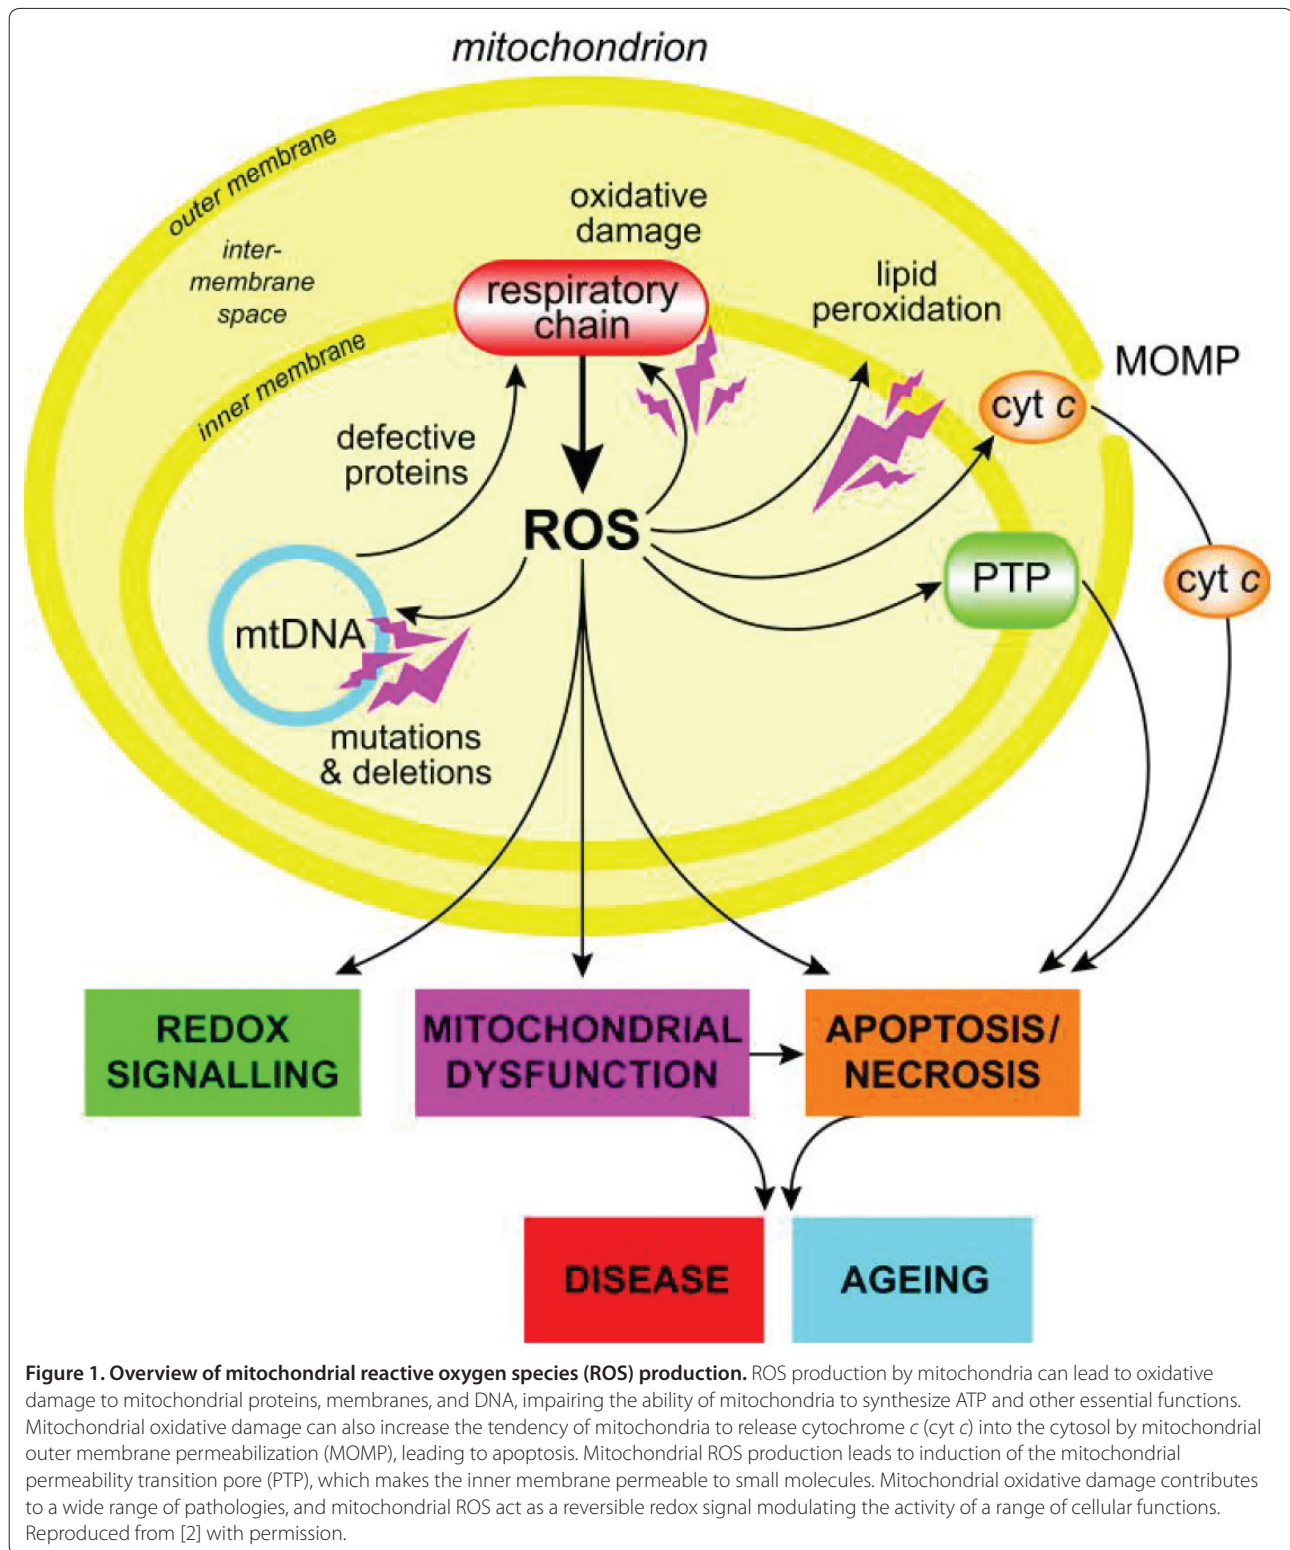 mitochondrion
outer membrane
inter-
membrane
space
inner membrane
oxidative
damage
respiratory
chain
lipid
peroxidation
MOMP
cyt c
defective
proteins
ROS
PTP
cyt c
mtDNA
mutations
& deletions
REDOX
SIGNALLING
MITOCHONDRIAL
DYSFUNCTION
APOPTOSIS/
NECROSIS
DISEASE
AGEING
Figure 1. Overview of mitochondrial reactive oxygen species (ROS) production. ROS production by mitochondria can lead to oxidative
damage to mitochondrial proteins, membranes, and DNA, impairing the ability of mitochondria to synthesize ATP and other essential functions.
Mitochondrial oxidative damage can also increase the tendency of mitochondria to release cytochrome c (cyt c) into the cytosol by mitochondrial
outer membrane permeabilization (MOMP), leading to apoptosis. Mitochondrial ROS production leads to induction of the mitochondrial
permeability transition pore (PTP), which makes the inner membrane permeable to small molecules. Mitochondrial oxidative damage contributes
to a wide range of pathologies, and mitochondrial ROS act as a reversible redox signal modulating the activity of a range of cellular functions.
Reproduced from [2] with permission.